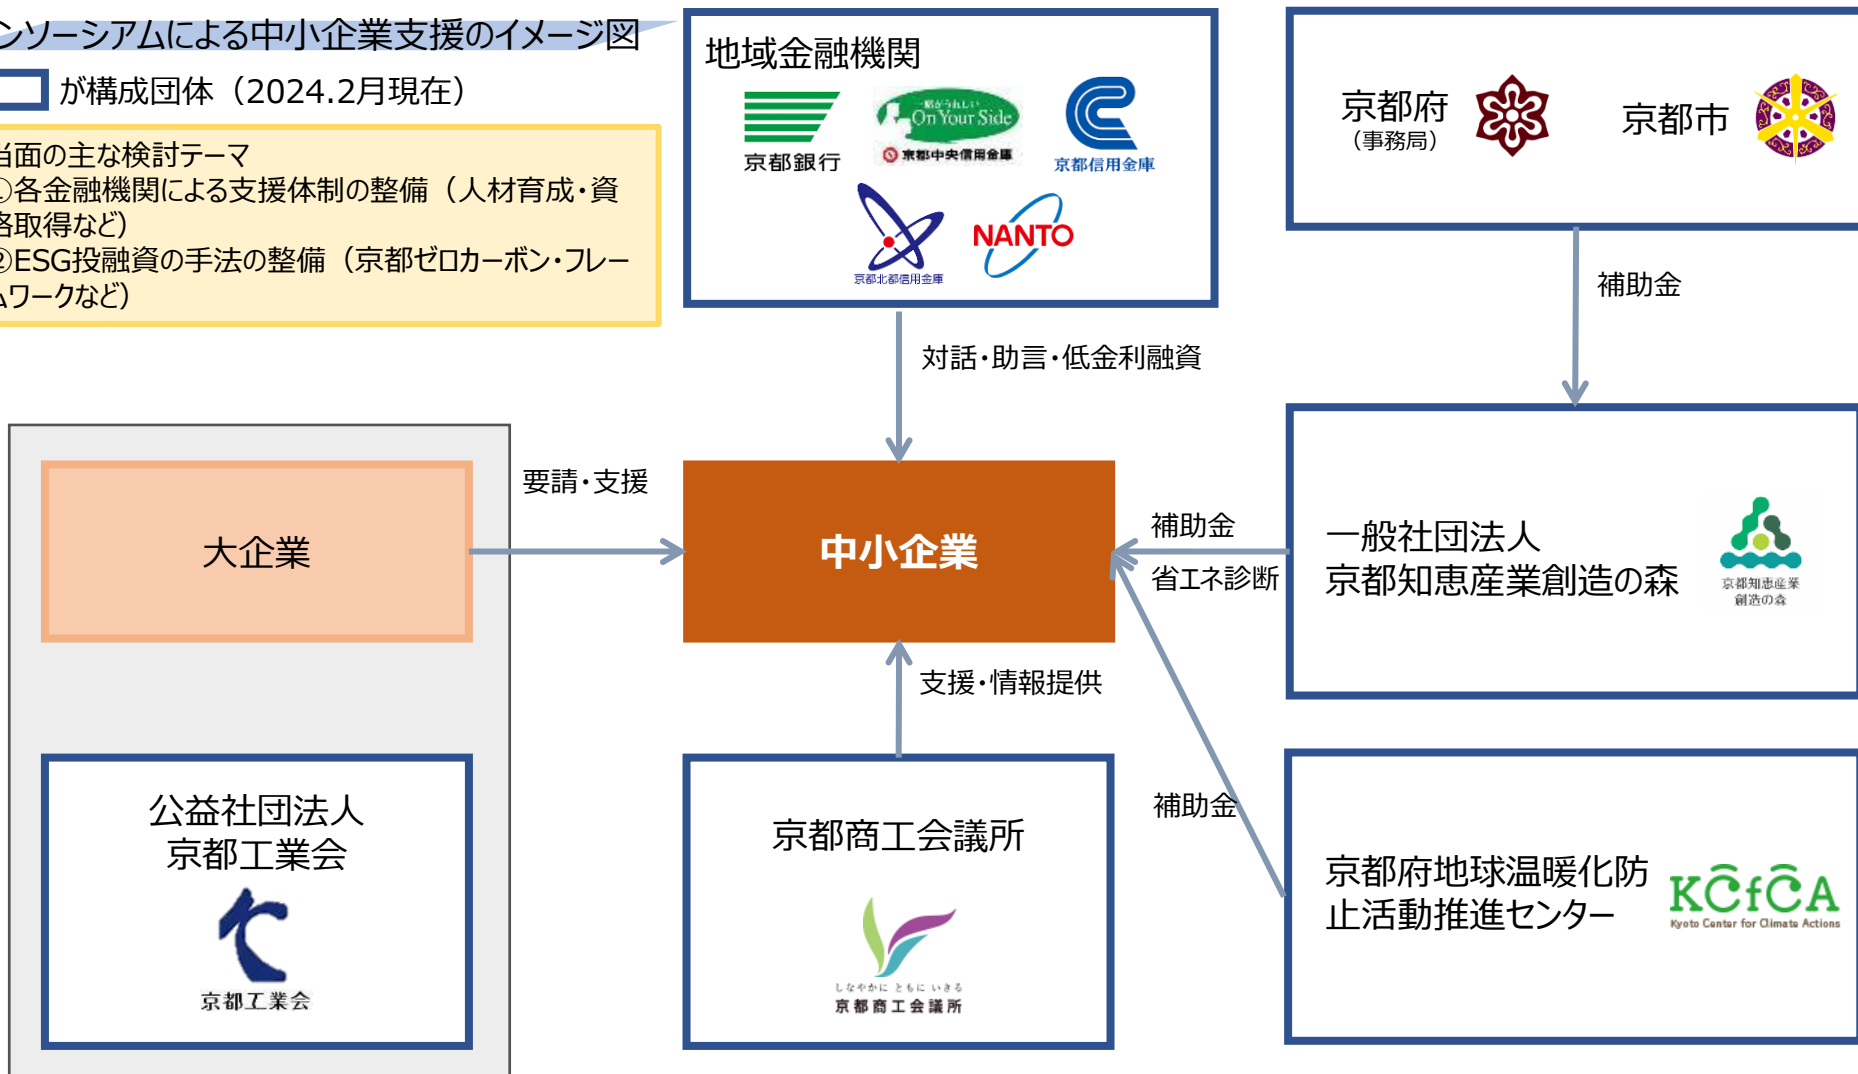 ンソーシアムによる中小企業支援のイメージ図
が構成団体（2024.2月現在）
当面の主な検討テーマ
①各金融機関による支援体制の整備（人材育成・資
格取得など）
②ESG投融資の手法の整備（京都ゼロカーボン・フレー
ムワークなど）
地域金融機関
京都銀行
一緒がうれしい
On Your Side
京都中央信用金庫
京都信用金庫
京都北都信用金庫
NANTO
京都府
（事務局）
京都市
補助金
対話・助言・低金利融資
大企業
要請・支援
中小企業
補助金
省エネ診断
一般社団法人
京都知恵産業創造の森
京都知恵産業
創造の森
支援・情報提供
補助金
公益社団法人
京都工業会
京都工業会
京都商工会議所
しなやかに ともに いきる
京都商工会議所
京都府地球温暖化防
止活動推進センター
KCfCA
Kyoto Center for Climate Actions